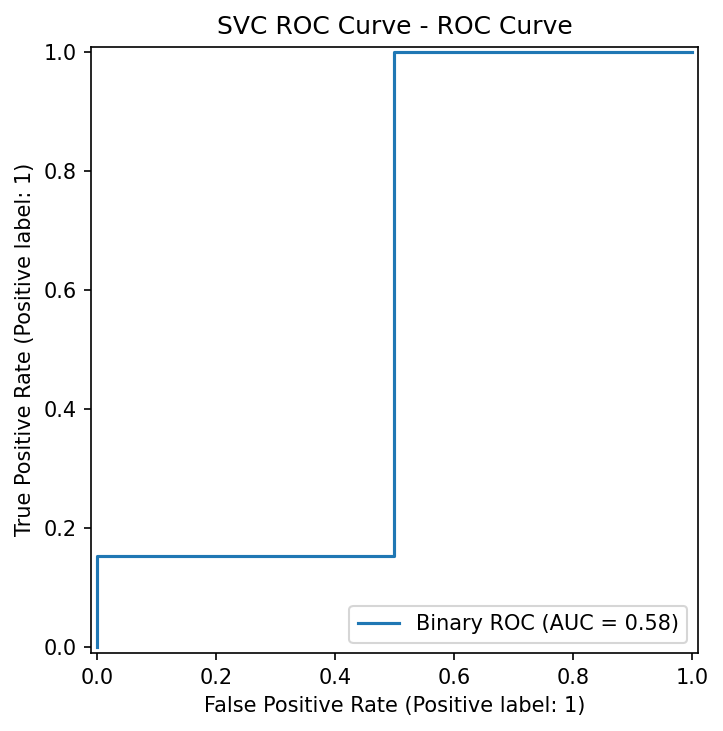 SVC ROC Curve - ROC Curve
1.0
0.8
0.6
0.4
0.2
0.0
True Positive Rate (Positive label: 1)
Binary ROC (AUC = 0.58)
0.0 0.2 0.4 0.6 0.8 1.0
False Positive Rate (Positive label: 1)